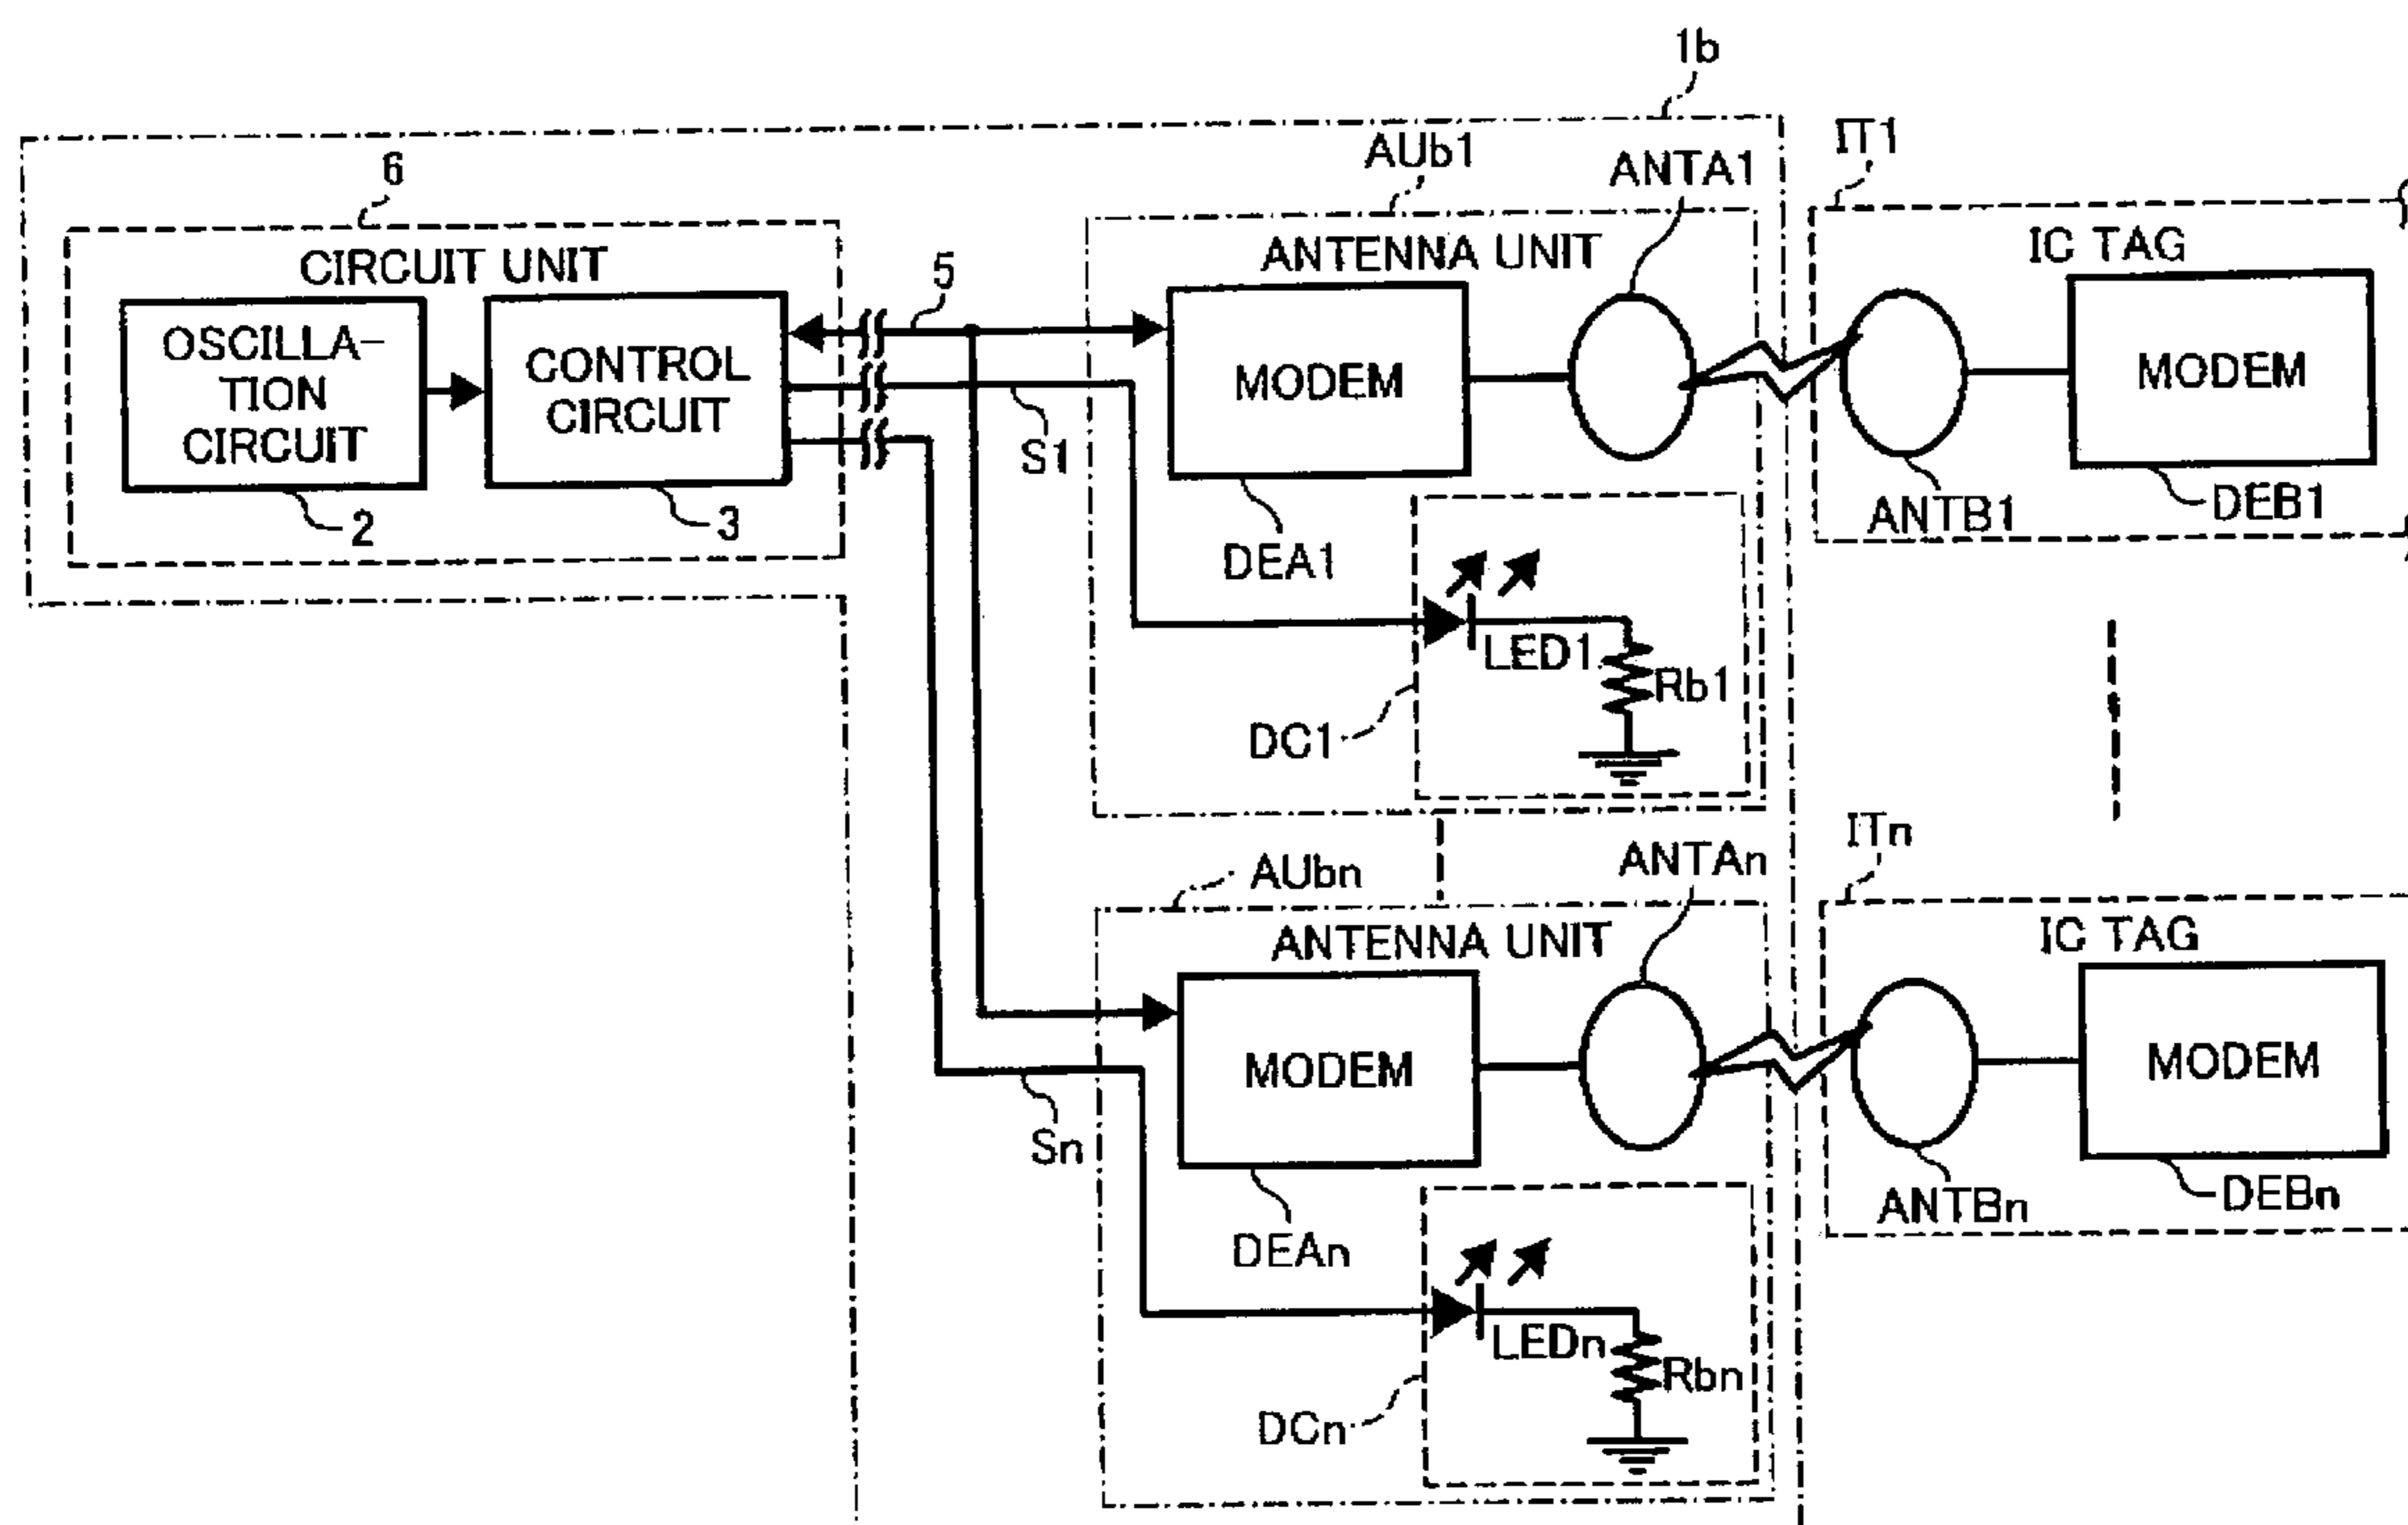 1b
6
AUb1
ANTA1
IT1
CIRCUIT UNIT
5
ANTENNA UNIT
IC TAG
OSCILLA-
TION
CIRCUIT
CONTROL
CIRCUIT
MODEM
MODEM
S1
2
3
DEA1
ANTB1
DEB1
LED1
Rb1
DC1
AUbn
ANTAn
ITn
ANTENNA UNIT
IC TAG
MODEM
MODEM
Sn
DEAn
ANTBn
DEBn
LEDn
Rbn
DCn